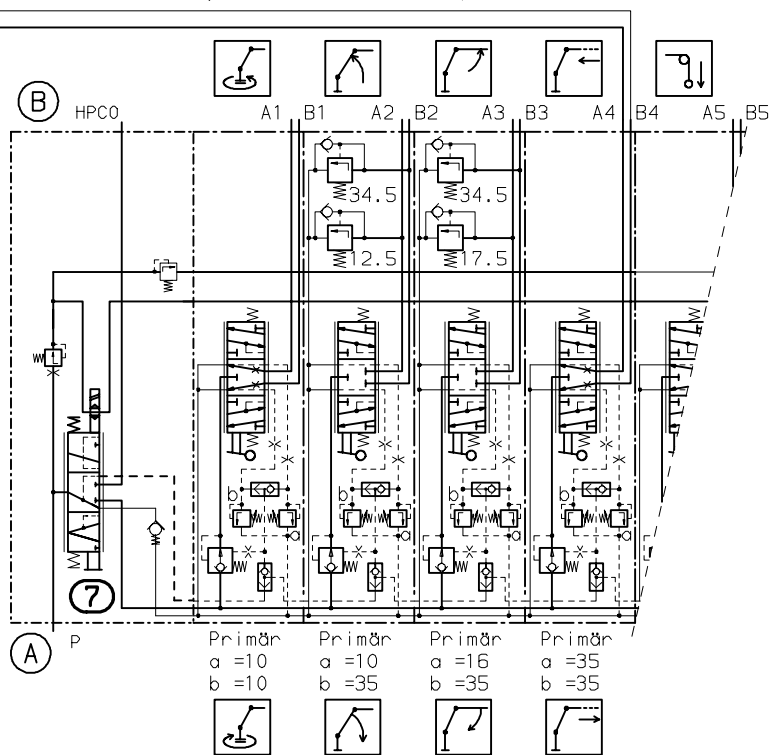 B
HPCO A1 B1 A2 B2 A3 B3 A4 B4 A5 B5
34.5 34.5
12.5 17.5
b b b b
a a a a
7
A
P
Primär Primär Primär Primär
a =10 a =10 a =16 a =35
b =10 b =35 b =35 b =35